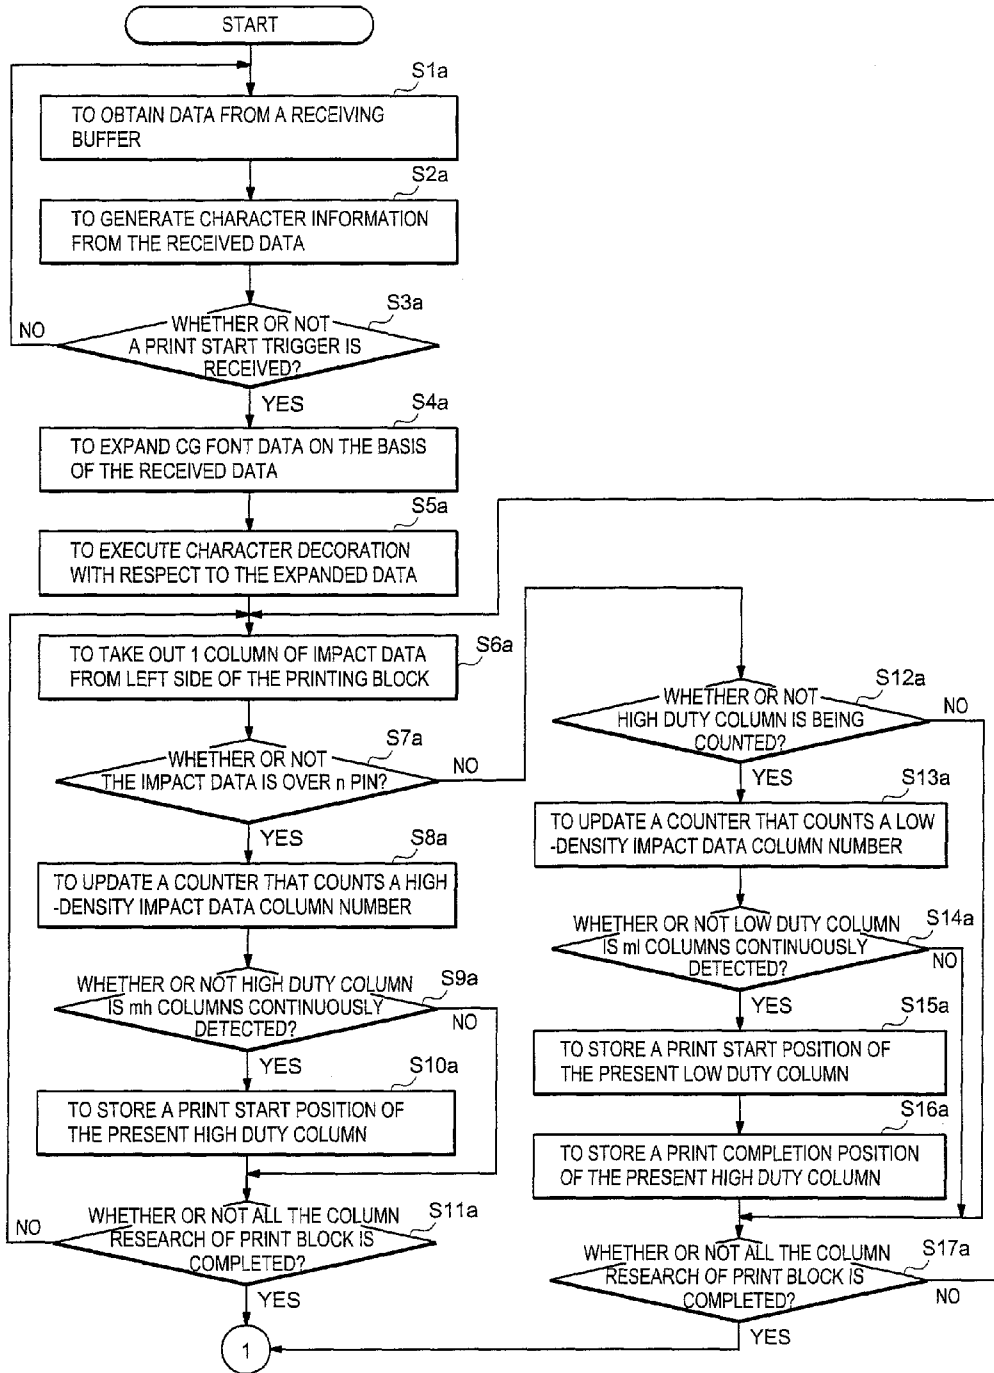 START
S1a
TO OBTAIN DATA FROM A RECEIVING
BUFFER
S2a
TO GENERATE CHARACTER INFORMATION
FROM THE RECEIVED DATA
S3a
NO
WHETHER OR NOT
A PRINT START TRIGGER IS
RECEIVED?
YES
S4a
TO EXPAND CG FONT DATA ON THE BASIS
OF THE RECEIVED DATA
S5a
TO EXECUTE CHARACTER DECORATION
WITH RESPECT TO THE EXPANDED DATA
TO TAKE OUT 1 COLUMN OF IMPACT DATA
FROM LEFT SIDE OF THE PRINTING BLOCK
S6a
S7a
WHETHER OR NOT
THE IMPACT DATA IS OVER n PIN?
NO
YES
S8a
TO UPDATE A COUNTER THAT COUNTS A HIGH
-DENSITY IMPACT DATA COLUMN NUMBER
WHETHER OR NOT HIGH DUTY COLUMN
IS mh COLUMNS CONTINUOUSLY
DETECTED?
S9a
NO
YES
S10a
TO STORE A PRINT START POSITION OF
THE PRESENT HIGH DUTY COLUMN
NO
WHETHER OR NOT ALL THE COLUMN
RESEARCH OF PRINT BLOCK IS
COMPLETED?
S11a
YES
1
S12a
WHETHER OR NOT
HIGH DUTY COLUMN IS BEING
COUNTED?
NO
YES
S13a
TO UPDATE A COUNTER THAT COUNTS A LOW
-DENSITY IMPACT DATA COLUMN NUMBER
WHETHER OR NOT LOW DUTY COLUMN
IS ml COLUMNS CONTINUOUSLY
DETECTED?
S14a
NO
YES
S15a
TO STORE A PRINT START POSITION OF
THE PRESENT LOW DUTY COLUMN
S16a
TO STORE A PRINT COMPLETION POSITION
OF THE PRESENT HIGH DUTY COLUMN
WHETHER OR NOT ALL THE COLUMN
RESEARCH OF PRINT BLOCK IS
COMPLETED?
S17a
NO
YES